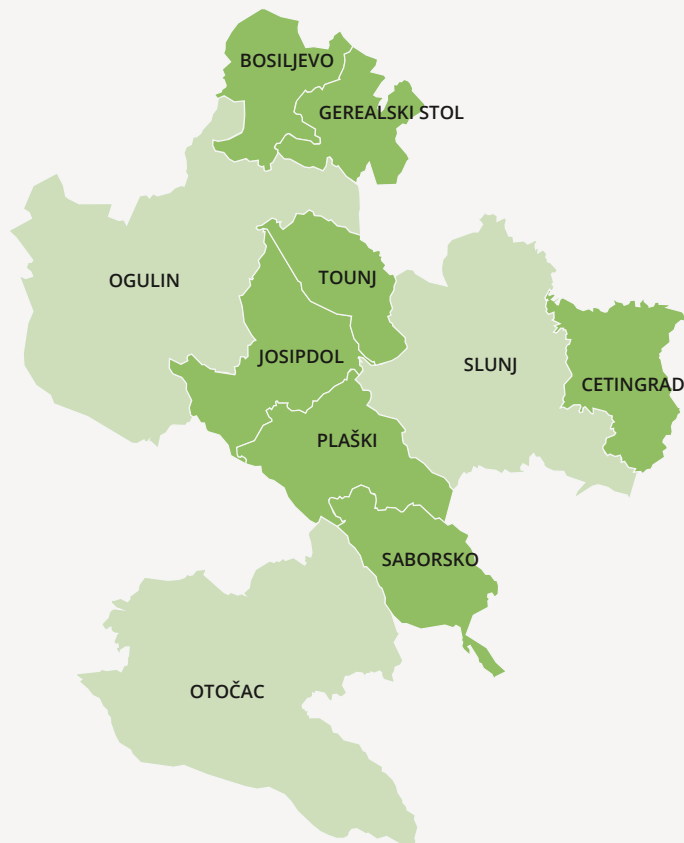 BOSILJEVO
GEREALSKI STOL
OGULIN
TOUNJ
JOSIPDOL
SLUNJ
CETINGRAD
PLAŠKI
SABORSKO
OTOČAC